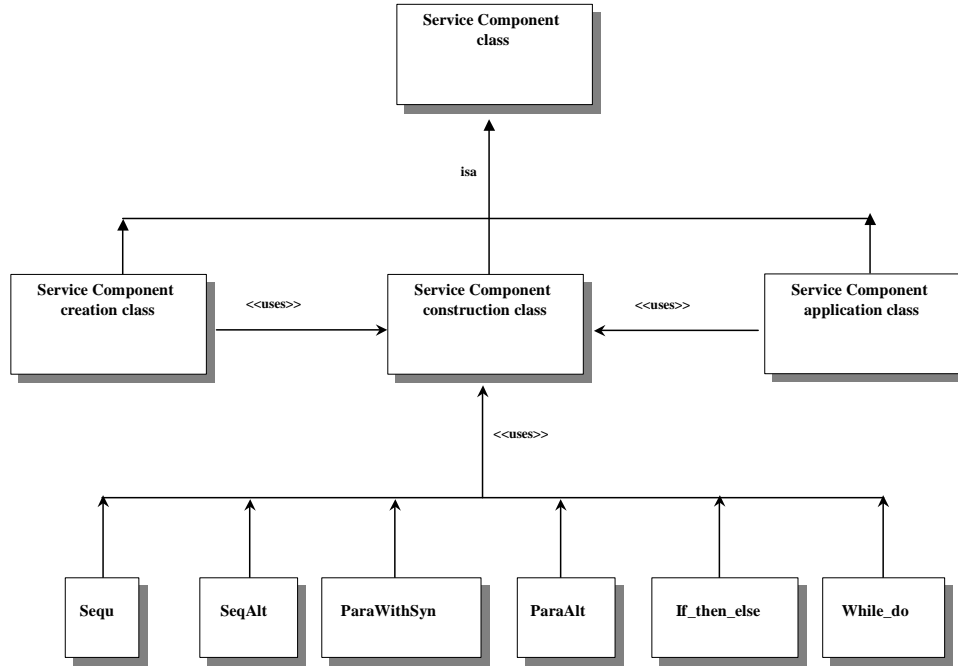 Service Component
class
isa
Service Component
creation class
<<uses>>
Service Component
construction class
<<uses>>
Service Component
application class
<<uses>>
Sequ
SeqAlt
ParaWithSyn
ParaAlt
If_then_else
While_do